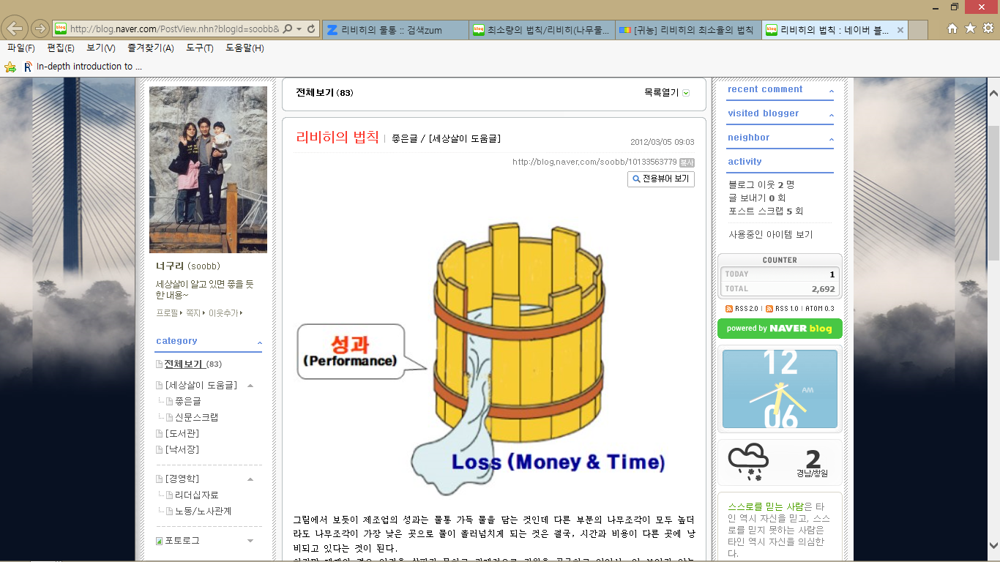 http://blog.naver.com/PostView.nhn?blogId=soobb&
리비히의 물통 :: 검색zum
최소량의 법칙/리비히(나무물...
[귀농] 리비히의 최소율의 법칙
리비히의 법칙 : 네이버 블...
파일(F) 편집(E) 보기(V) 즐겨찾기(A) 도구(T) 도움말(H)
In-depth introduction to ...
너구리 (soobb)
세상살이 알고 있면 좋을 듯
한 내용~
프로필 쪽지 이웃추가
category
전체보기 (83)
[세상살이 도움글]
좋은글
신문스크랩
[도서관]
[낙서장]
[경영학]
리더십자료
노동/노사관계
포토로그
전체보기 (83)
목록열기
리비히의 법칙 | 좋은글 / [세상살이 도움글]
2012/03/05 09:03
http://blog.naver.com/soobb/10133563779 복사
전용뷰어 보기
성과
(Performance)
Loss (Money & Time)
그림에서 보듯이 제조업의 성과는 물통 가득 물을 담는 것인데 다른 부분의 나무조각이 모두 높더
라도 나무조각이 가장 낮은 곳으로 물이 흘러넘치게 되는 것은 결국, 시간과 비용이 다른 곳에 낭
비되고 있다는 것이 된다.
recent comment
visited blogger
neighbor
activity
블로그 이웃 2 명
글 보내기 0 회
포스트 스크랩 5 회
사용중인 아이템 보기
COUNTER
TODAY 1
TOTAL 2,692
RSS 2.0 | RSS 1.0 | ATOM 0.3
powered by NAVER blog
12
AM
06
2
경남/창원
스스로를 믿는 사람은 타
인 역시 자신을 믿고, 스스
로를 믿지 못하는 사람은
타인 역시 자신을 의심한
다.